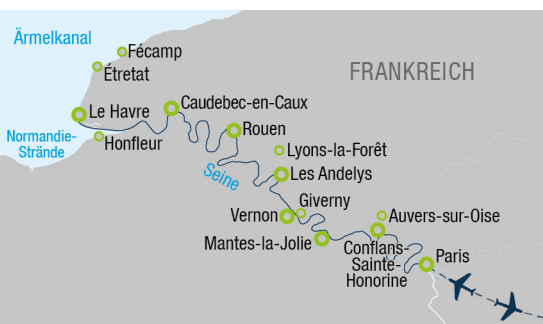 Ärmelkanal
Fécamp
Étretat
FRANKREICH
Le Havre
Caudebec-en-Caux
Normandie-
Strände
Honfleur
Rouen
Lyons-la-Forêt
Seine
Les Andelys
Giverny
Vernon
Auvers-sur-Oise
Mantes-la-Jolie
Conflans-
Sainte-
Honorine
Paris